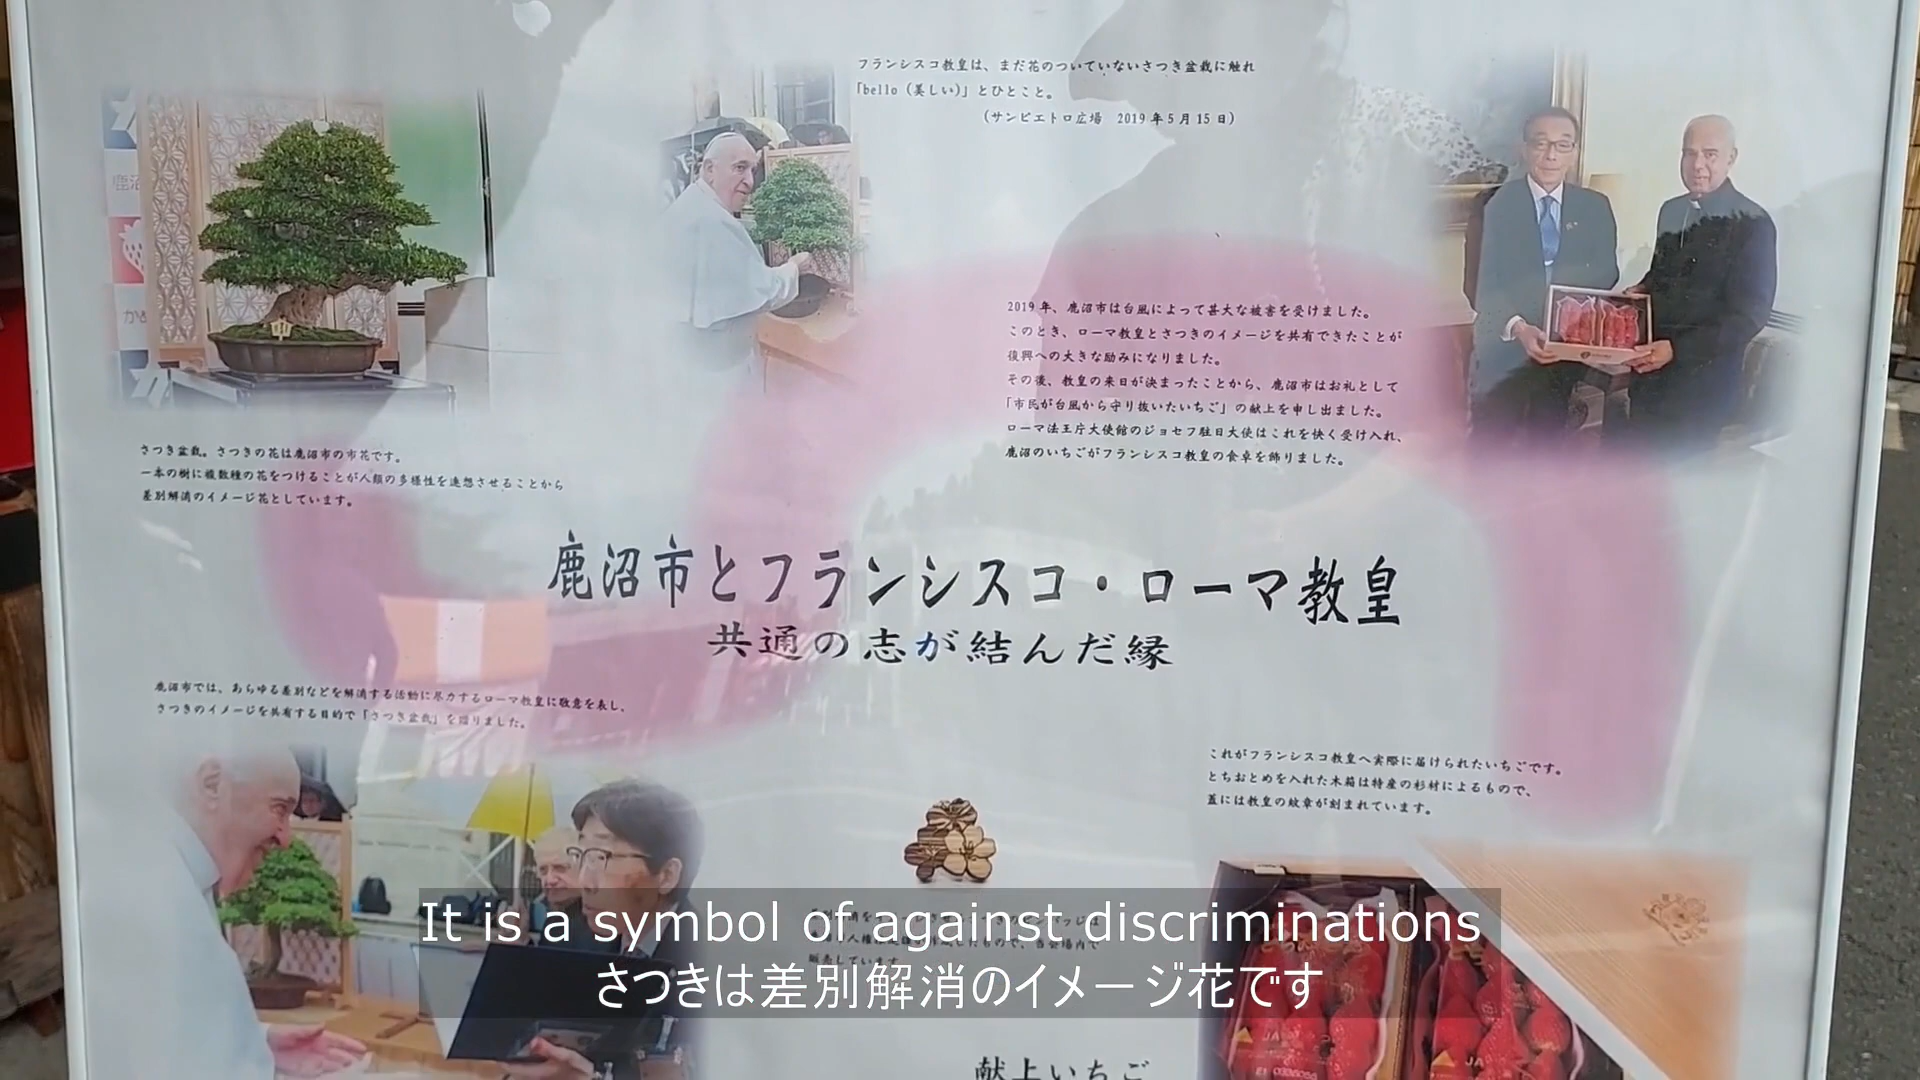 フランシスコ教皇は、まだ花のついていないさつき盆栽に触れ
「bello（美しい）」とひとこと。
（サンピエトロ広場　2019年5月15日）
2019年、鹿沼市は台風によって甚大な被害を受けました。
このとき、ローマ教皇とさつきのイメージを共有できたことが
復興への大きな励みになりました。
その後、教皇の来日が決まったことから、鹿沼市はお礼として
「市民が台風から守り抜いたいちご」の献上を申し出ました。
ローマ法王庁大使館のジョセフ駐日大使はこれを快く受け入れ、
鹿沼のいちごがフランシスコ教皇の食卓を飾りました。
さつき盆栽。さつきの花は鹿沼市の市花です。
一本の樹に複数種の花をつけることが人類の多様性を連想させることから
差別解消のイメージ花としています。
鹿沼市とフランシスコ・ローマ教皇
共通の志が結んだ縁
鹿沼市では、あらゆる差別などを解消する活動に尽力するローマ教皇に敬意を表し、
さつきのイメージを共有する目的で「さつき盆栽」を贈りました。
これがフランシスコ教皇へ実際に届けられたいちごです。
とちおとめを入れた木箱は特産の杉材によるもので、
蓋には教皇の紋章が刻まれています。
It is a symbol of against discriminations
さつきは差別解消のイメージ花です
献上いちご
JA
JA